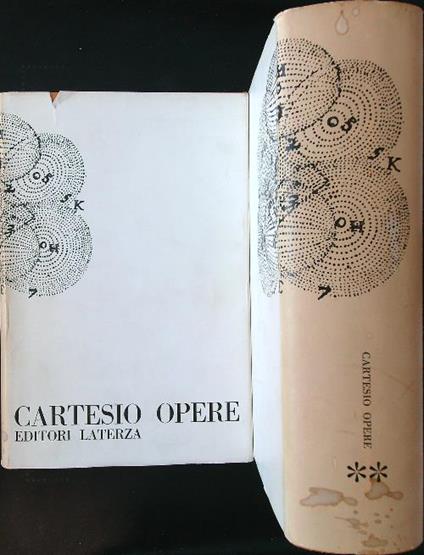 CARTESIO OPERE
EDITORI LATERZA
CARTESIO OPERE
**